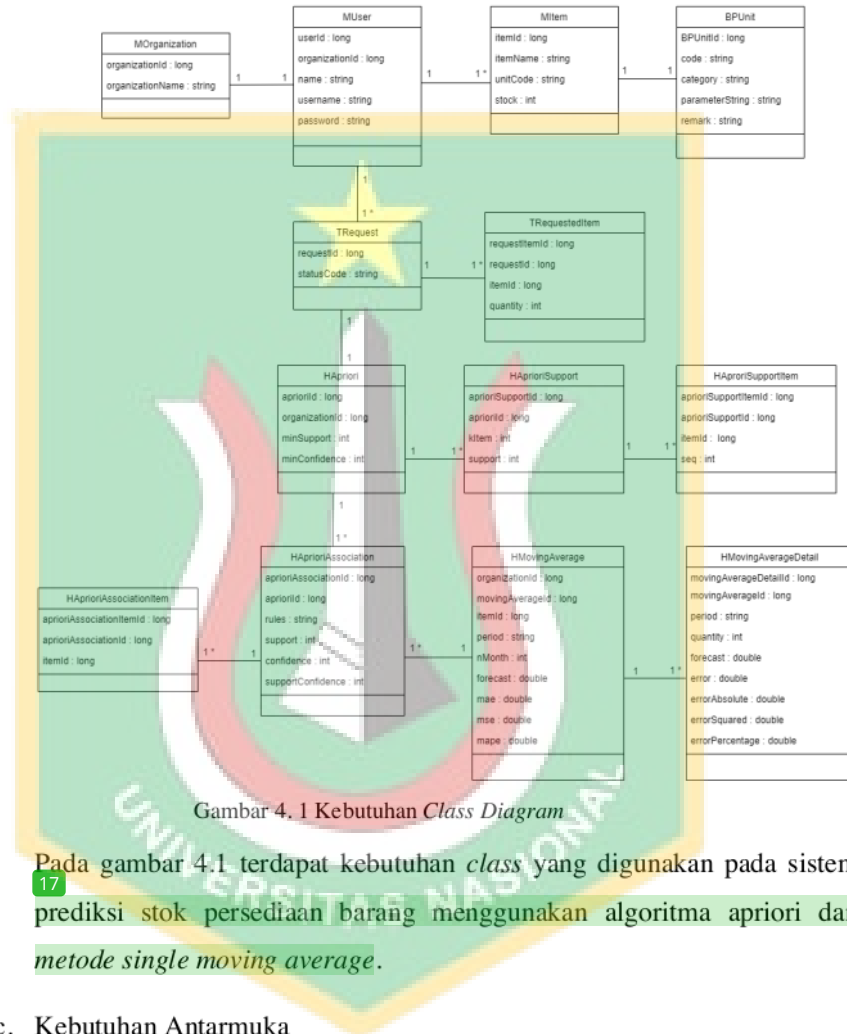 MOrganization
organizationId : long
organizationName : string
1
1
MUser
userId : long
organizationId : long
name : string
username : string
password : string
1
1*
MItem
itemId : long
itemName : string
unitCode : string
stock : int
1
1
BPUnit
BPUnitId : long
code : string
category : string
parameterString : string
remark : string
1
1*
TRequest
requestId : long
statusCode : string
1
1*
TRequestedItem
requestItemId : long
requestId : long
itemId : long
quantity : int
1
1
HApriori
aprioriId : long
organizationId : long
minSupport : int
minConfidence : int
1
1*
HAprioriSupport
aprioriSupportId : long
aprioriId : long
kItem : int
support : int
1
1*
HAproriSupportItem
aprioriSupportItemId : long
aprioriSupportId : long
itemId : long
seq : int
1
1*
HAprioriAssociationItem
aprioriAssociationItemId : long
aprioriAssociationId : long
itemId : long
1*
1
HAprioriAssociation
aprioriAssociationId : long
aprioriId : long
rules : string
support : int
confidence : int
supportConfidence : int
1*
1
HMovingAverage
organizationId : long
movingAverageId : long
itemId : long
period : string
nMonth : int
forecast : double
mae : double
mse : double
mape : double
1
1*
HMovingAverageDetail
movingAverageDetailId : long
movingAverageId : long
period : string
quantity : int
forecast : double
error : double
errorAbsolute : double
errorSquared : double
errorPercentage : double
Gambar 4. 1 Kebutuhan Class Diagram
UNIVERSITAS NASIONAL
Pada gambar 4.1 terdapat kebutuhan class yang digunakan pada sistem
17
prediksi stok persediaan barang menggunakan algoritma apriori dan
metode single moving average.
c. Kebutuhan Antarmuka